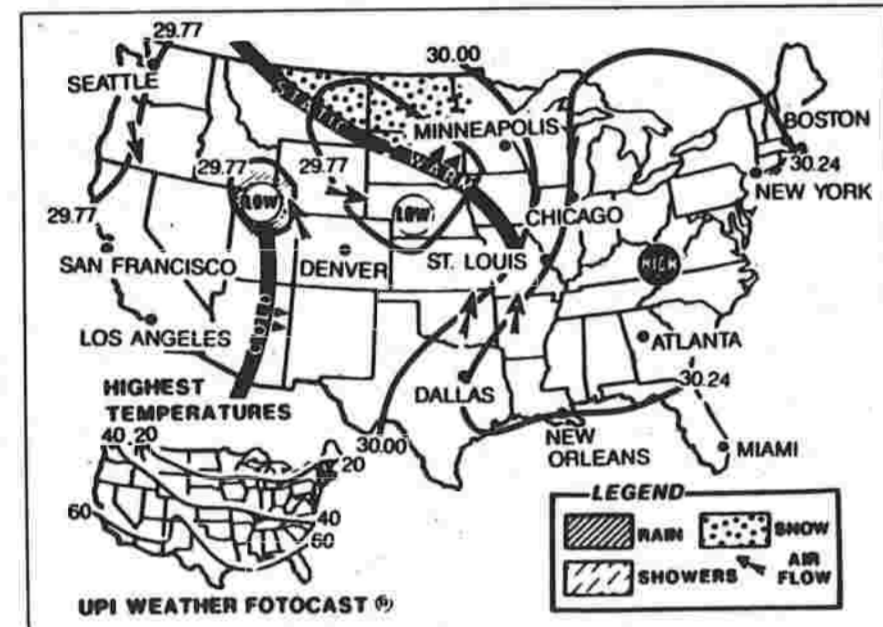 29.77
SEATTLE
30.00
MINNEAPOLIS
BOSTON
30.24
NEW YORK
29.77
29.77
WARM
LOW
LOW
CHICAGO
29.77
SAN FRANCISCO
DENVER
ST. LOUIS
HIGH
LOS ANGELES
COLD
ATLANTA
DALLAS
30.24
HIGHEST
TEMPERATURES
30.00
NEW
ORLEANS
MIAMI
40
20
20
60
40
60
LEGEND
RAIN
SNOW
SHOWERS
AIR
FLOW
UPI WEATHER FOTOCAST ®